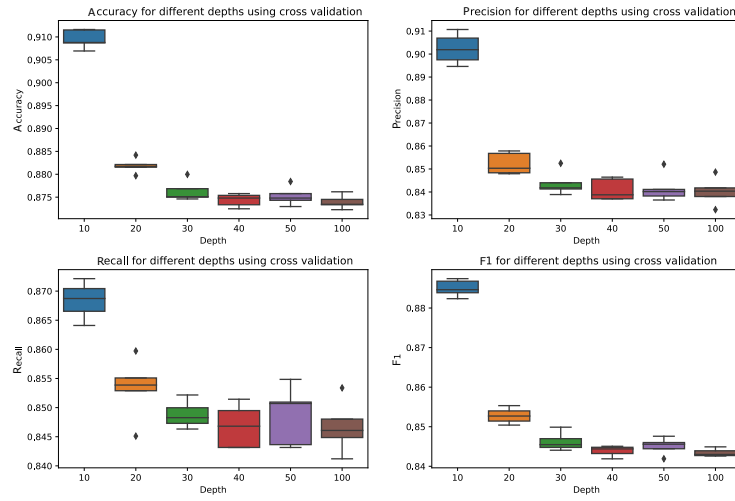 Accuracy for different depths using cross validation
0.910
0.905
0.900
0.895
0.890
0.885
0.880
0.875
Accuracy
10 20 30 40 50 100
Depth
Precision for different depths using cross validation
0.91
0.90
0.89
0.88
0.87
0.86
0.85
0.84
0.83
Precision
10 20 30 40 50 100
Depth
Recall for different depths using cross validation
0.870
0.865
0.860
0.855
0.850
0.845
0.840
Recall
10 20 30 40 50 100
Depth
F1 for different depths using cross validation
0.88
0.87
0.86
0.85
0.84
F1
10 20 30 40 50 100
Depth